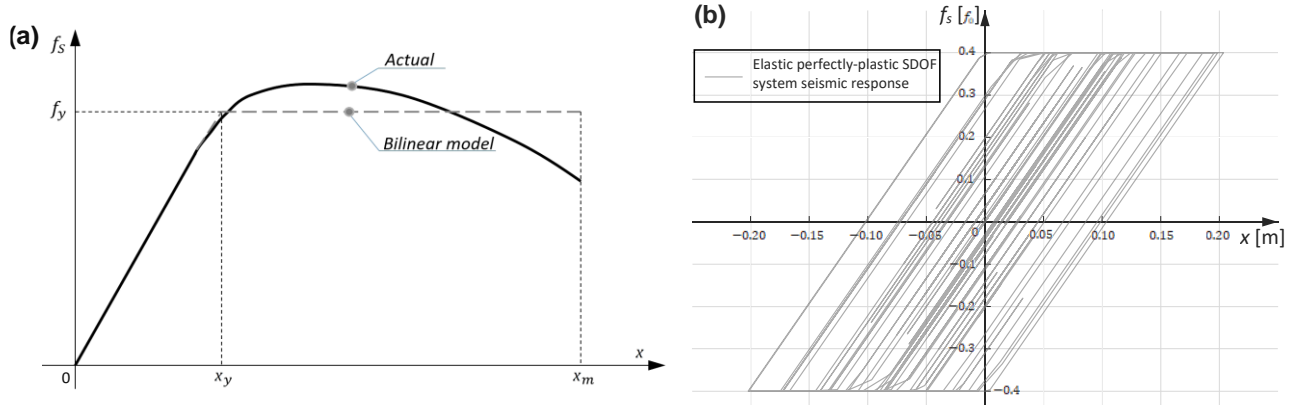 (a)
f_s
Actual
f_y
Bilinear model
0
x_y
x_m
x
(b)
f_s [f₀]
Elastic perfectly-plastic SDOF
system seismic response
0.4
0.3
0.2
0.1
−0.20 −0.15 −0.10 −0.05 0 0.05 0.10 0.15 0.20
x [m]
−0.1
−0.2
−0.3
−0.4